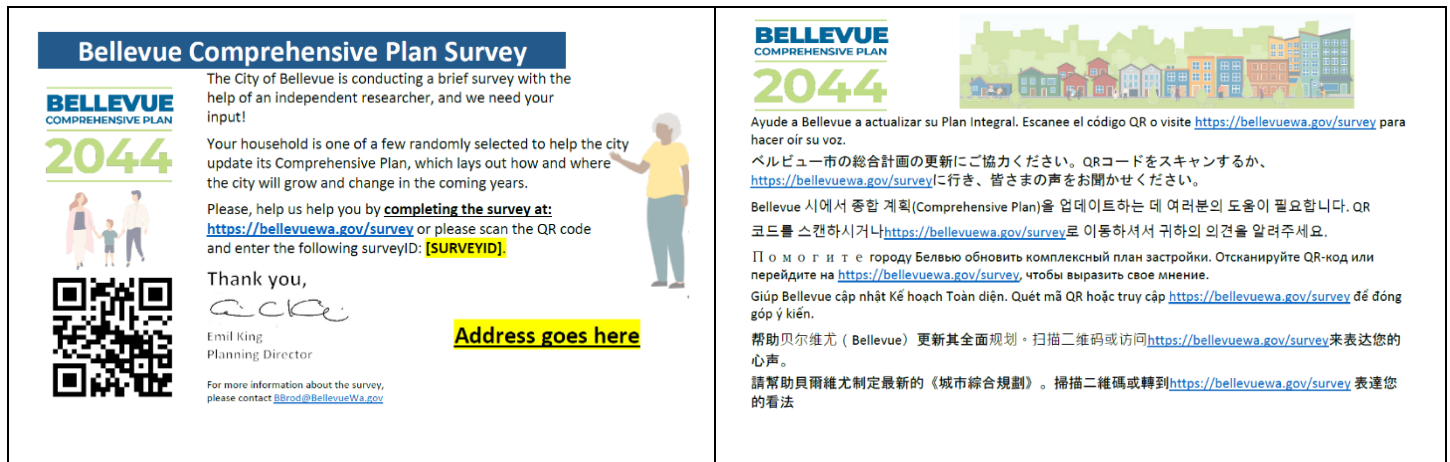 Bellevue Comprehensive Plan Survey
BELLEVUE
COMPREHENSIVE PLAN
2044
The City of Bellevue is conducting a brief survey with the
help of an independent researcher, and we need your
input!
Your household is one of a few randomly selected to help the city
update its Comprehensive Plan, which lays out how and where
the city will grow and change in the coming years.
Please, help us help you by completing the survey at:
https://bellevuewa.gov/survey or please scan the QR code
and enter the following surveyID: [SURVEYID].
Thank you,
Emil King
Planning Director
For more information about the survey,
please contact BBrod@BellevueWa.gov
Address goes here
BELLEVUE
COMPREHENSIVE PLAN
2044
Ayude a Bellevue a actualizar su Plan Integral. Escanee el código QR o visite https://bellevuewa.gov/survey para
hacer oír su voz.
ベルビュー市の総合計画の更新にご協力ください。QRコードをスキャンするか、
https://bellevuewa.gov/surveyに行き、皆さまの声をお聞かせください。
Bellevue 시에서 종합 계획(Comprehensive Plan)을 업데이트하는 데 여러분의 도움이 필요합니다. QR
코드를 스캔하시거나https://bellevuewa.gov/survey로 이동하셔서 귀하의 의견을 알려주세요.
Помогите городу Белвью обновить комплексный план застройки. Отсканируйте QR-код или
перейдите на https://bellevuewa.gov/survey, чтобы выразить свое мнение.
Giúp Bellevue cập nhật Kế hoạch Toàn diện. Quét mã QR hoặc truy cập https://bellevuewa.gov/survey để đóng
góp ý kiến.
帮助贝尔维尤（Bellevue）更新其全面规划。扫描二维码或访问https://bellevuewa.gov/survey来表达您的
心声。
請幫助貝爾維尤制定最新的《城市綜合規劃》。掃描二維碼或轉到https://bellevuewa.gov/survey 表達您
的看法